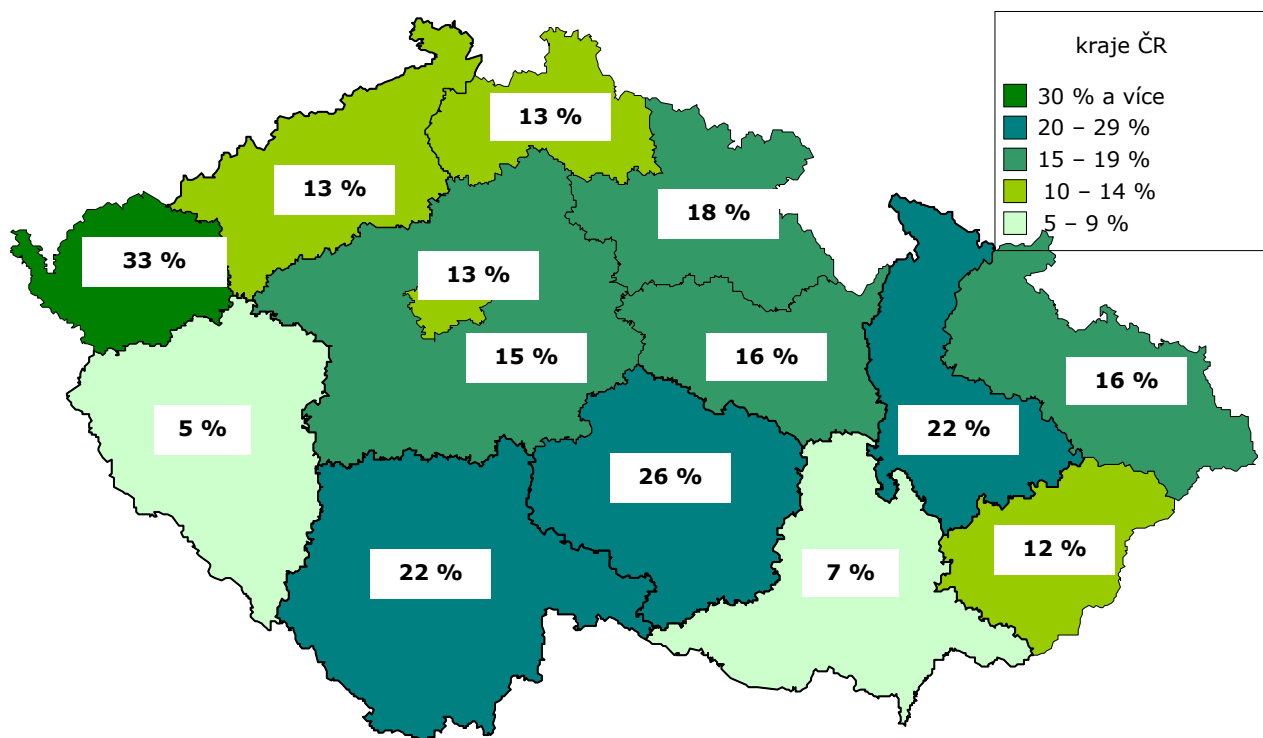 kraje ČR
30 % a více
20 – 29 %
15 – 19 %
10 – 14 %
5 – 9 %
13 %
13 %
18 %
33 %
13 %
15 %
16 %
16 %
5 %
22 %
26 %
12 %
22 %
7 %